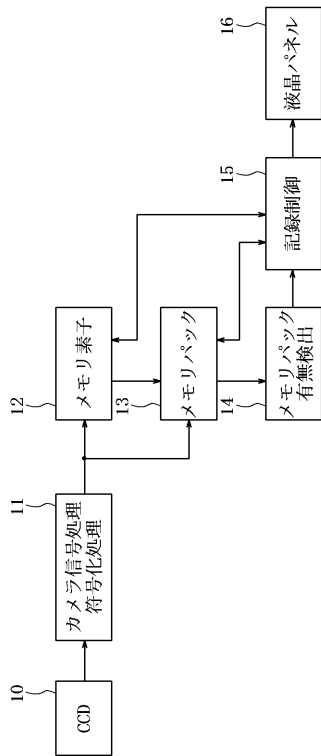 10
CCD
11
カメラ信号処理
符号化処理
12
メモリ素子
13
メモリパック
14
メモリパック
有無検出
15
記録制御
16
液晶パネル